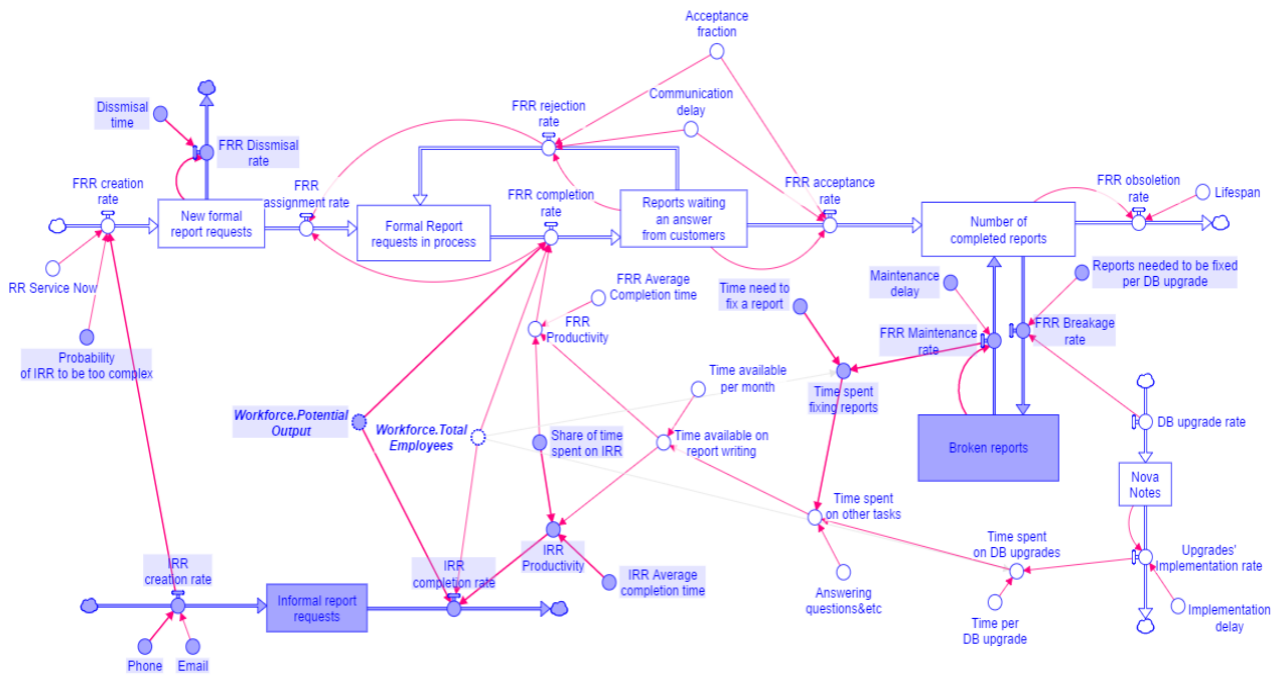 Acceptance
fraction
Communication
delay
Dissmisal
time
FRR rejection
rate
FRR Dissmisal
rate
FRR creation
rate
FRR
assignment rate
FRR completion
rate
FRR acceptance
rate
FRR obsoletion
rate
Lifespan
New formal
report requests
Formal Report
requests in process
Reports waiting
an answer
from customers
Number of
completed reports
RR Service Now
FRR Average
Completion time
Time need to
fix a report
Maintenance
delay
Reports needed to be fixed
per DB upgrade
FRR
Productivity
FRR Maintenance
rate
FRR Breakage
rate
Probability
of IRR to be too complex
Time available
per month
Time spent
fixing reports
Workforce.Potential
Output
Workforce.Total
Employees
Share of time
spent on IRR
Time available on
report writing
Broken reports
DB upgrade rate
Nova
Notes
Time spent
on other tasks
Time spent
on DB upgrades
Upgrades'
Implementation rate
IRR
creation rate
IRR
completion rate
IRR
Productivity
IRR Average
completion time
Informal report
requests
Answering
questions&etc
Time per
DB upgrade
Implementation
delay
Phone
Email